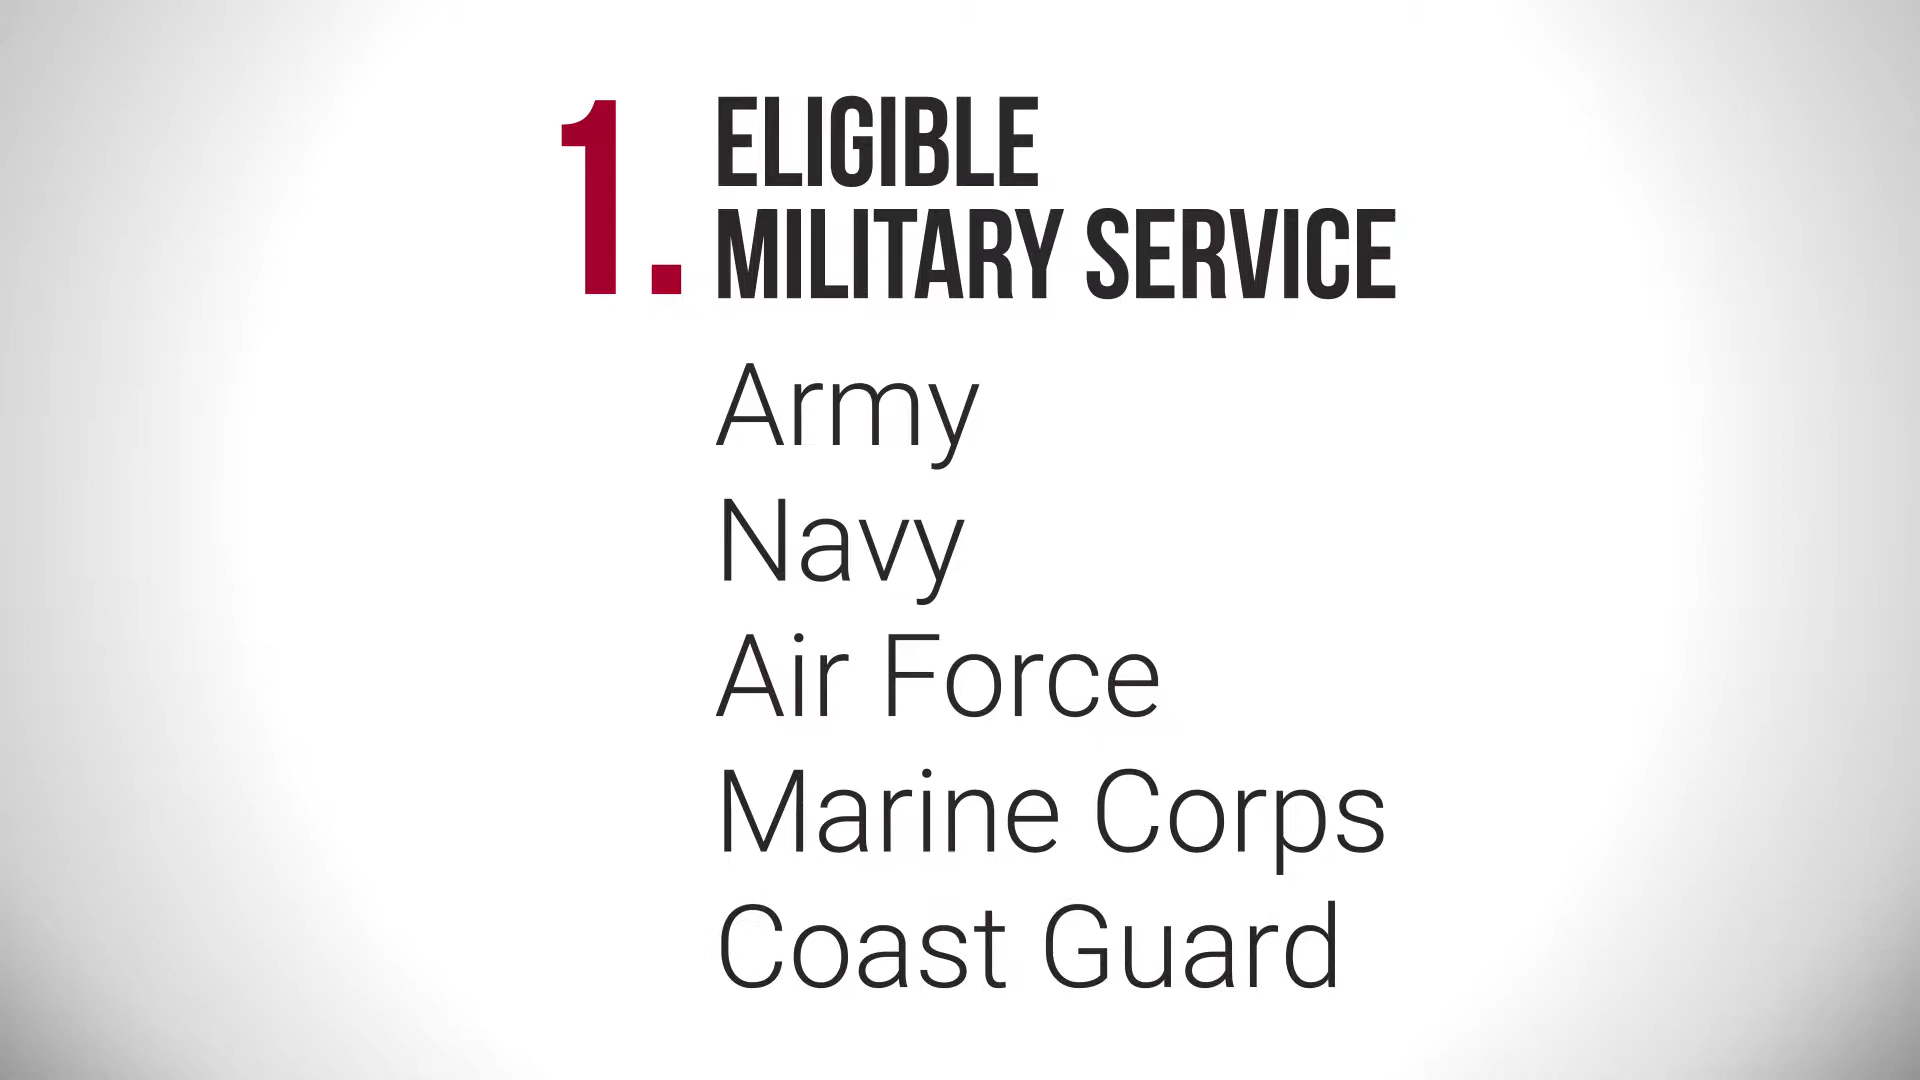 1. ELIGIBLE
MILITARY SERVICE
Army
Navy
Air Force
Marine Corps
Coast Guard